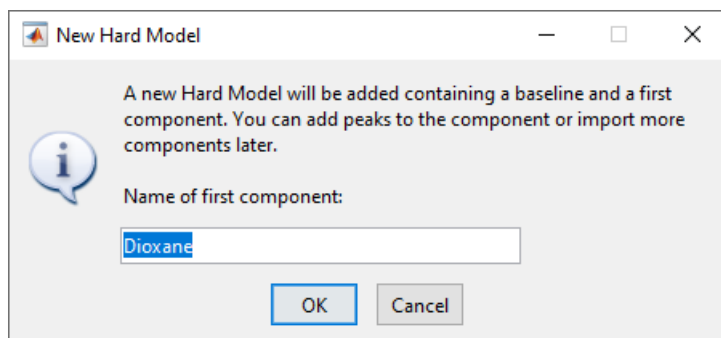 New Hard Model
A new Hard Model will be added containing a baseline and a first
component. You can add peaks to the component or import more
components later.
Name of first component:
Dioxane
OK Cancel